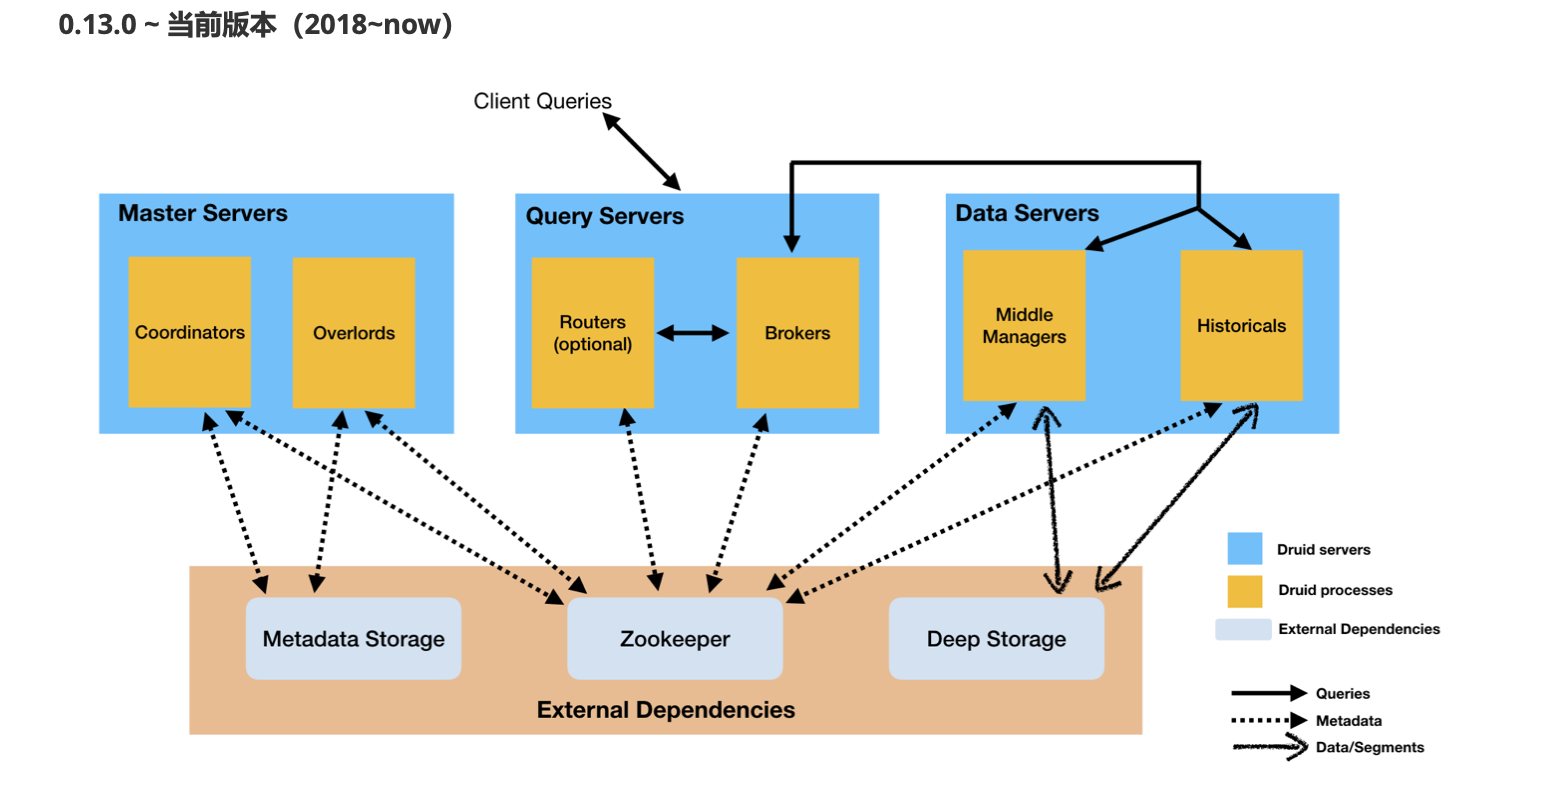 0.13.0 ~ 当前版本（2018~now）
Client Queries
Master Servers
Query Servers
Data Servers
Coordinators
Overlords
Routers
(optional)
Brokers
Middle
Managers
Historicals
Metadata Storage
Zookeeper
Deep Storage
External Dependencies
Druid servers
Druid processes
External Dependencies
Queries
Metadata
Data/Segments